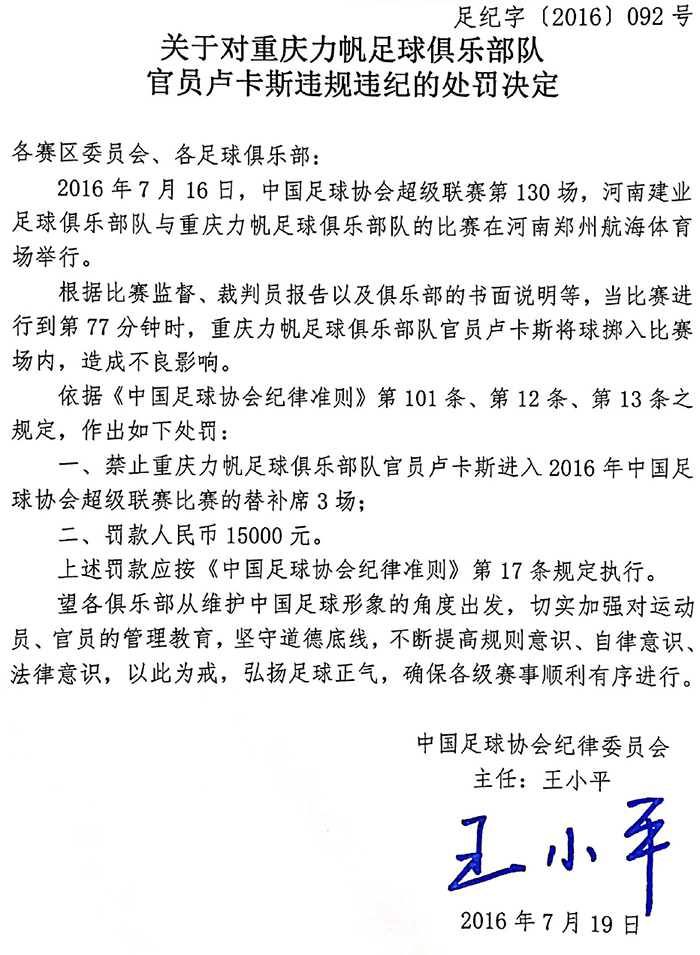 足纪字〔2016〕092 号
关于对重庆力帆足球俱乐部队
官员卢卡斯违规违纪的处罚决定
各赛区委员会、各足球俱乐部：
2016 年 7 月 16 日，中国足球协会超级联赛第 130 场，河南建业
足球俱乐部队与重庆力帆足球俱乐部队的比赛在河南郑州航海体育
场举行。
根据比赛监督、裁判员报告以及俱乐部的书面说明等，当比赛进
行到第 77 分钟时，重庆力帆足球俱乐部队官员卢卡斯将球掷入比赛
场内，造成不良影响。
依据《中国足球协会纪律准则》第 101 条、第 12 条、第 13 条之
规定，作出如下处罚：
一、禁止重庆力帆足球俱乐部队官员卢卡斯进入 2016 年中国足
球协会超级联赛比赛的替补席 3 场；
二、罚款人民币 15000 元。
上述罚款应按《中国足球协会纪律准则》第 17 条规定执行。
望各俱乐部从维护中国足球形象的角度出发，切实加强对运动
员、官员的管理教育，坚守道德底线，不断提高规则意识、自律意识、
法律意识，以此为戒，弘扬足球正气，确保各级赛事顺利有序进行。
中国足球协会纪律委员会
主任：王小平
王小平
2016 年 7 月 19 日